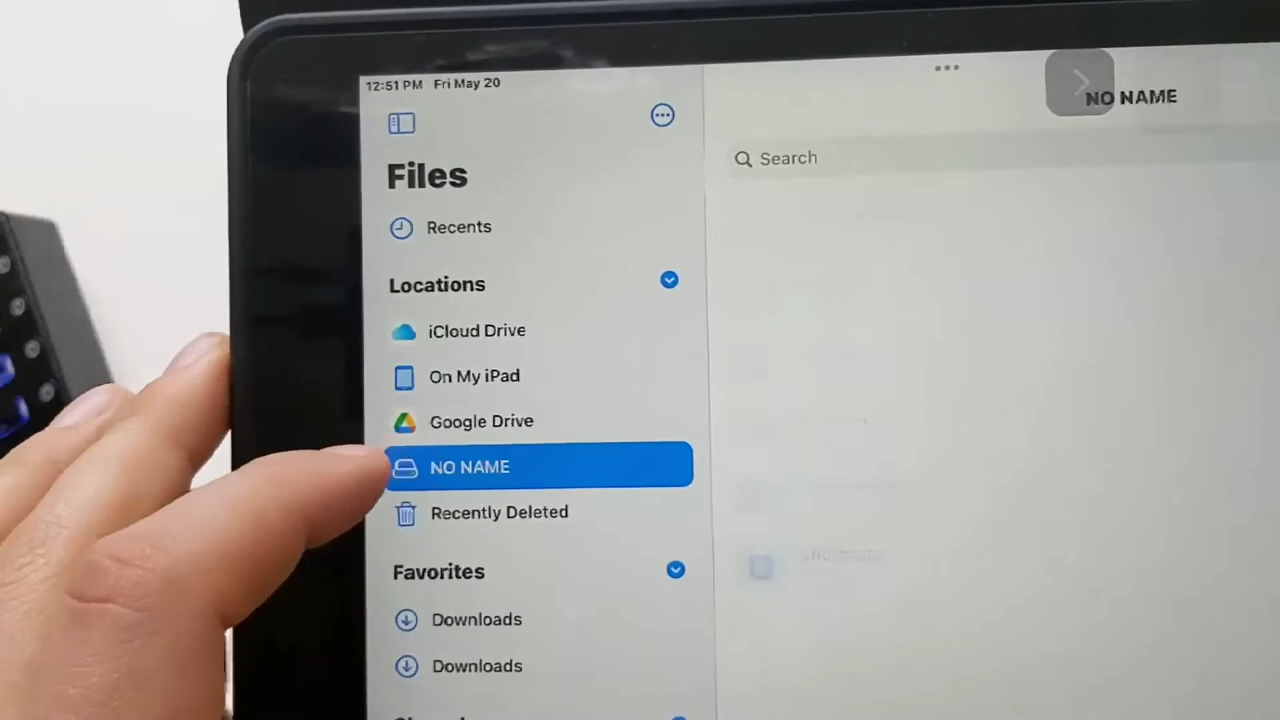 12:51 PM Fri May 20
NO NAME
Files
Search
Recents
Locations
iCloud Drive
On My iPad
Google Drive
NO NAME
Recently Deleted
Favorites
Downloads
Downloads